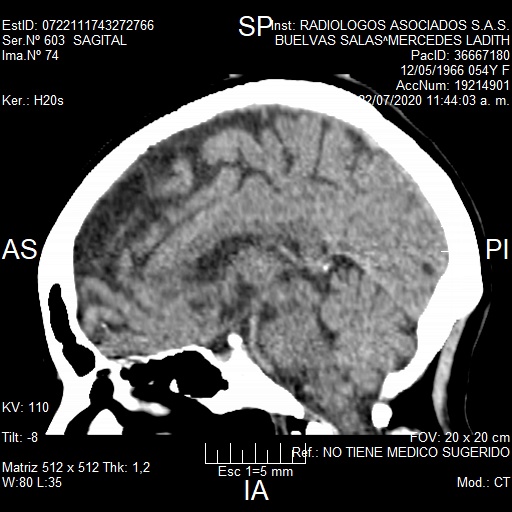 EstID: 0722111743272766
Ser.Nº 603 SAGITAL
Ima.Nº 74
Ker.: H20s
SP
Inst: RADIOLOGOS ASOCIADOS S.A.S.
BUELVAS SALAS^MERCEDES LADITH
PacID: 36667180
12/05/1966 054Y F
AccNum: 19214901
22/07/2020 11:44:03 a. m.
AS
PI
KV: 110
Tilt: -8
Matriz 512 x 512 Thk: 1,2
W:80 L:35
Esc 1=5 mm
IA
FOV: 20 x 20 cm
Ref.: NO TIENE MEDICO SUGERIDO
Mod.: CT